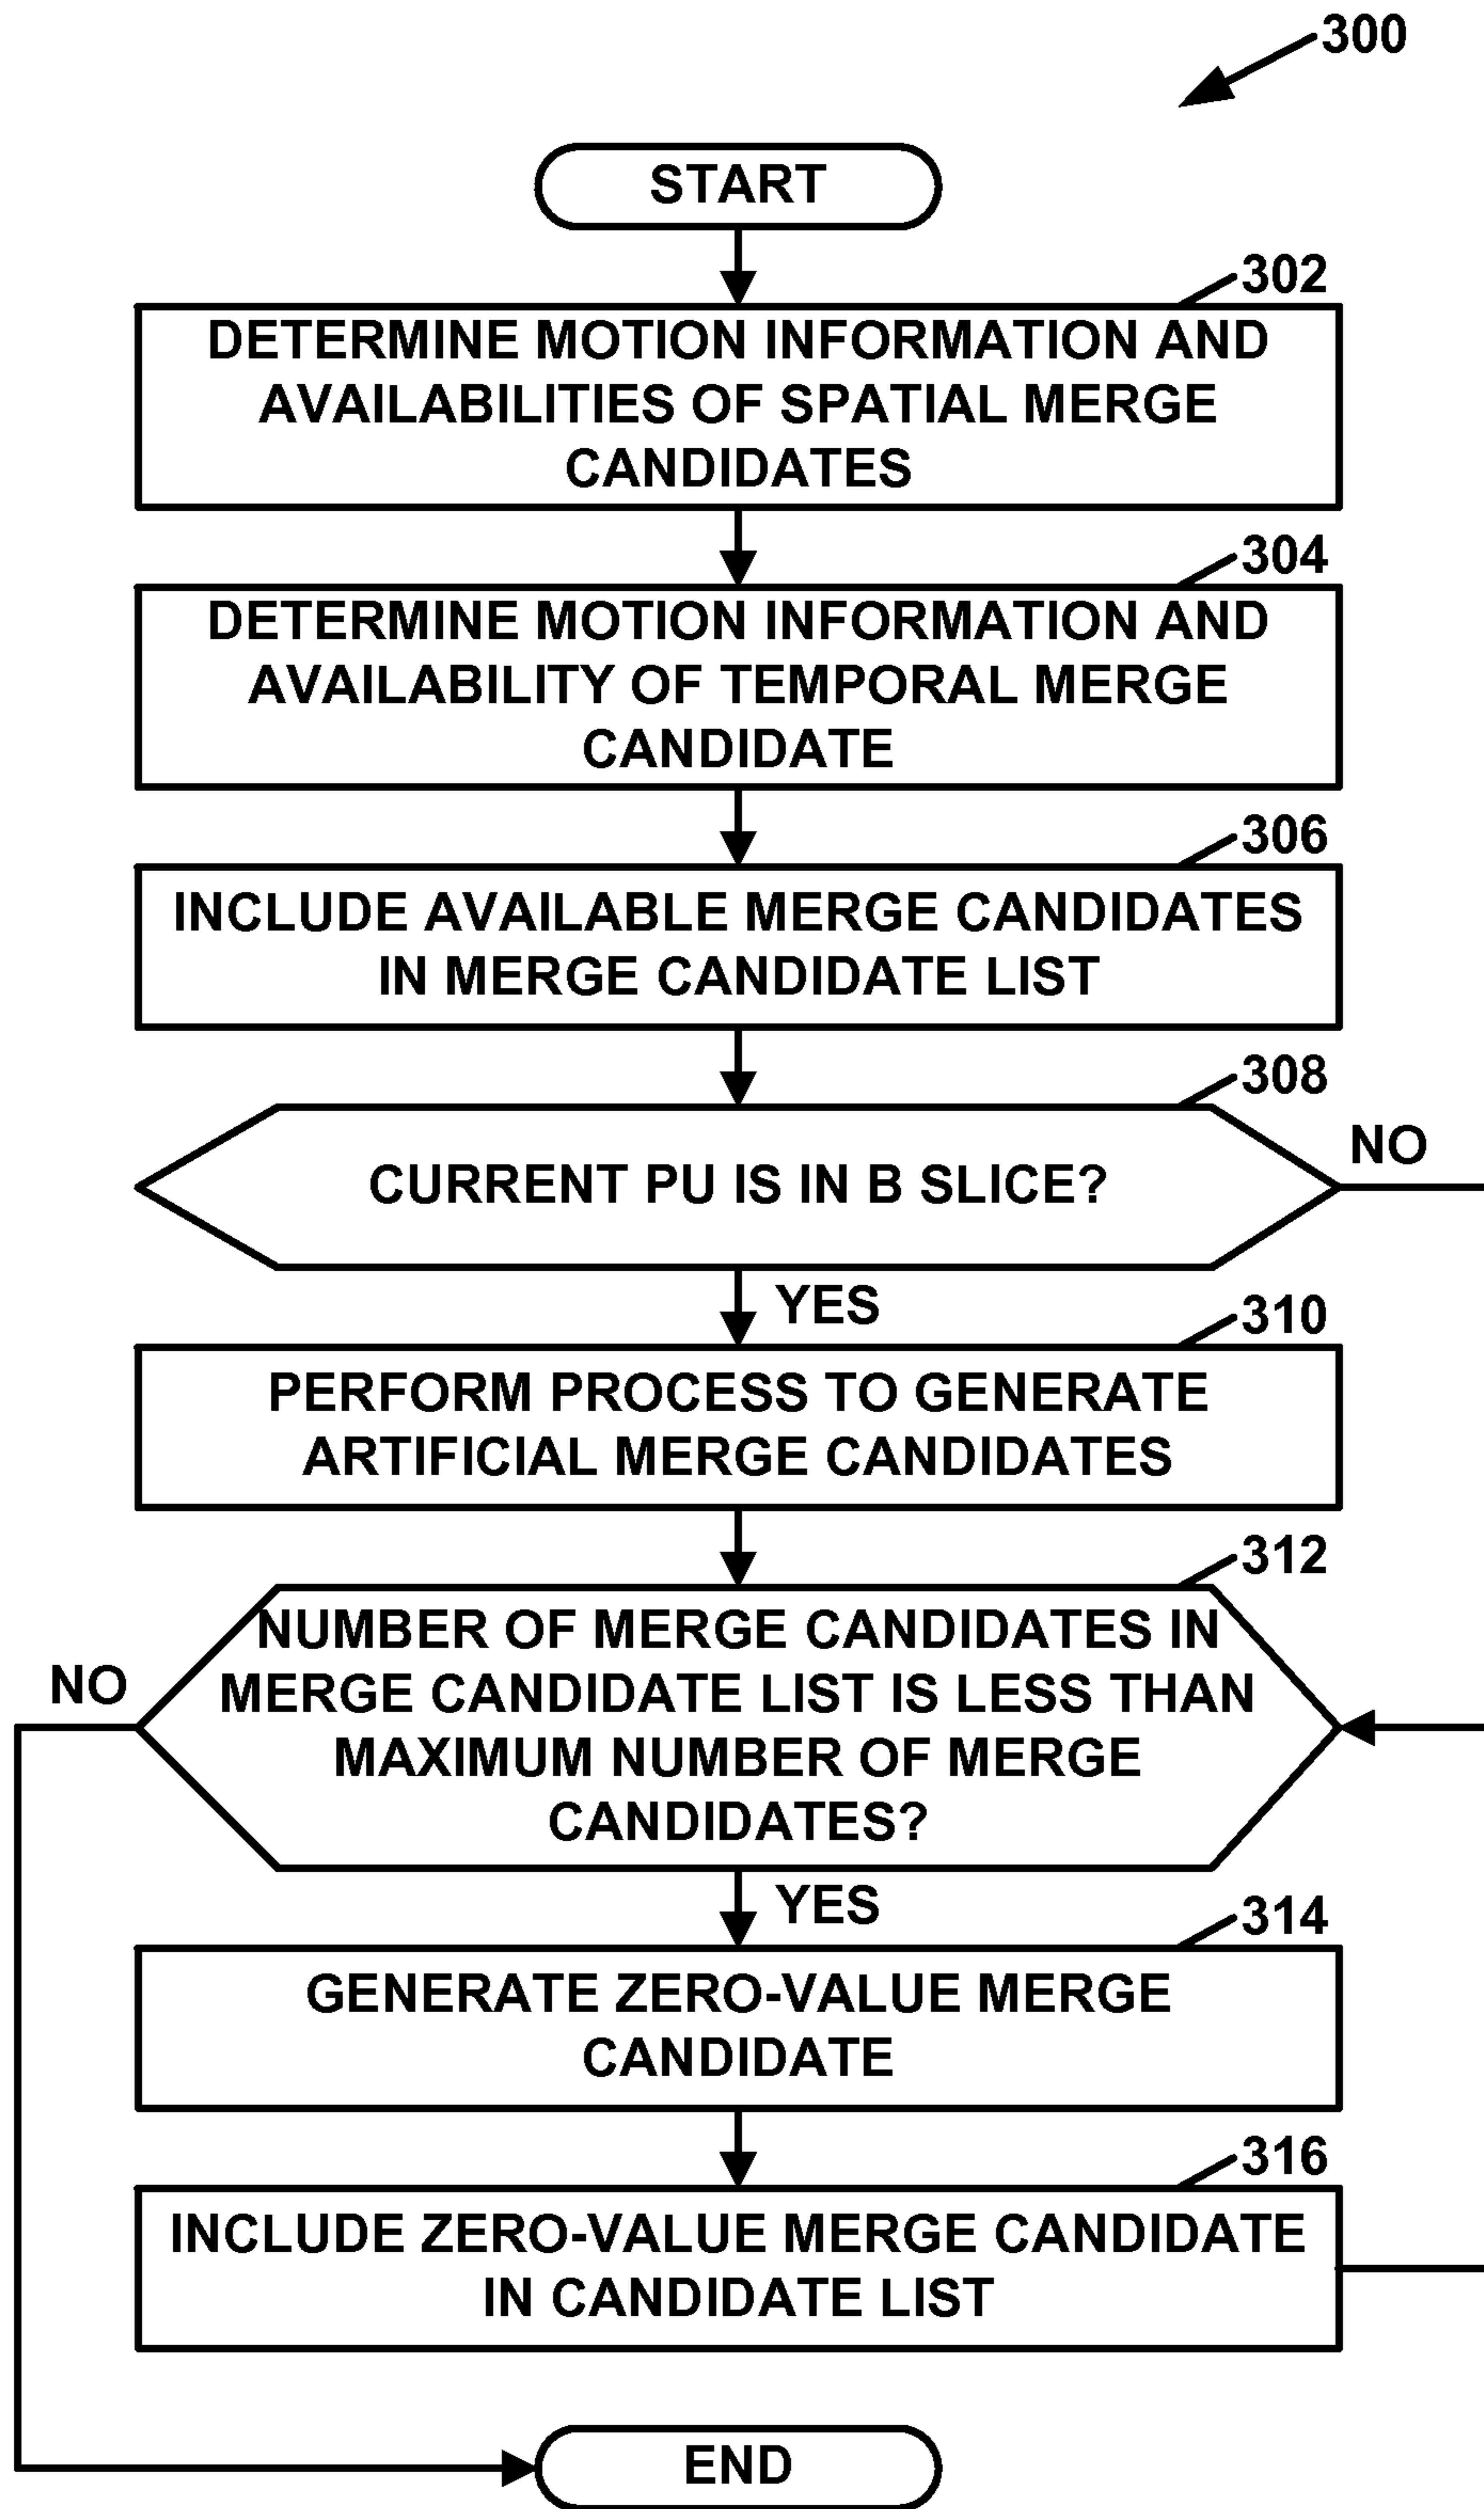 300
START
302
DETERMINE MOTION INFORMATION AND
AVAILABILITIES OF SPATIAL MERGE
CANDIDATES
304
DETERMINE MOTION INFORMATION AND
AVAILABILITY OF TEMPORAL MERGE
CANDIDATE
306
INCLUDE AVAILABLE MERGE CANDIDATES
IN MERGE CANDIDATE LIST
308
NO
CURRENT PU IS IN B SLICE?
YES
310
PERFORM PROCESS TO GENERATE
ARTIFICIAL MERGE CANDIDATES
312
NUMBER OF MERGE CANDIDATES IN
NO
MERGE CANDIDATE LIST IS LESS THAN
MAXIMUM NUMBER OF MERGE
CANDIDATES?
YES
314
GENERATE ZERO-VALUE MERGE
CANDIDATE
316
INCLUDE ZERO-VALUE MERGE CANDIDATE
IN CANDIDATE LIST
END